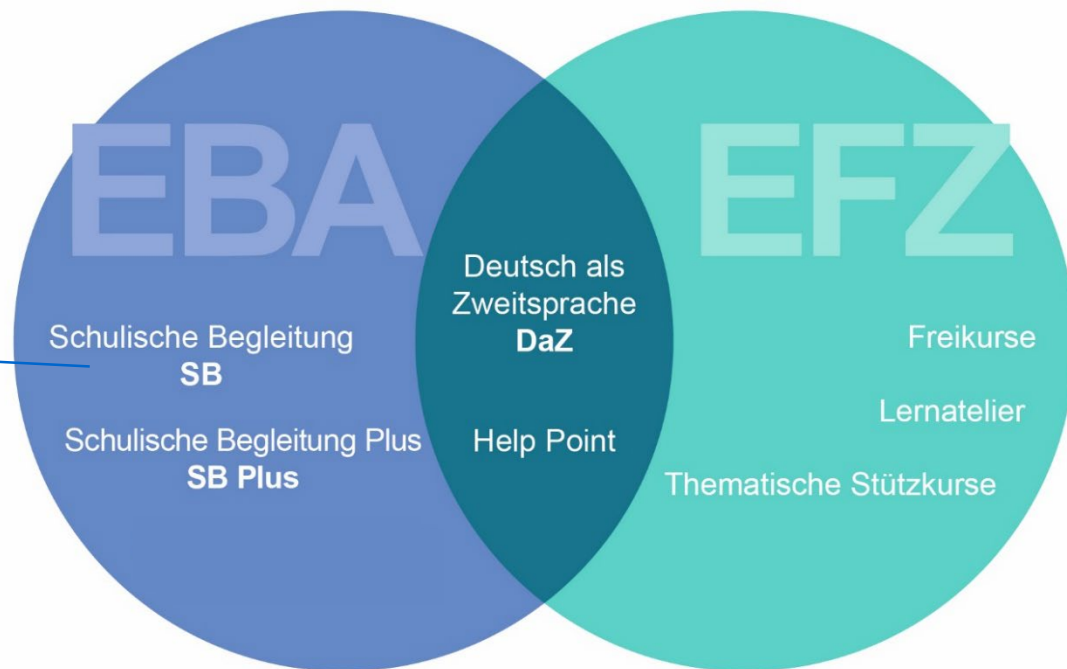 EBA
EFZ
Schulische Begleitung
SB
Schulische Begleitung Plus
SB Plus
Deutsch als
Zweitsprache
DaZ
Help Point
Freikurse
Lernatelier
Thematische Stützkurse